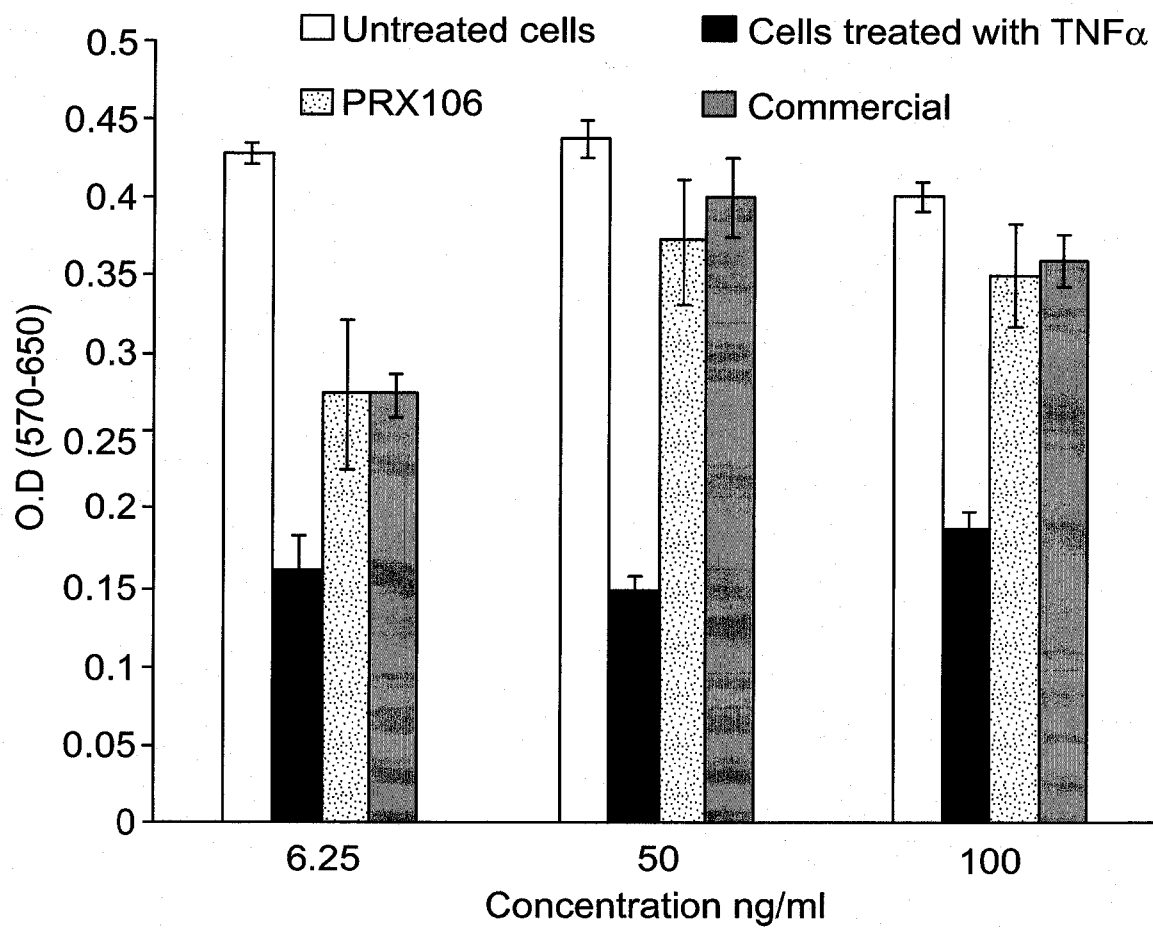 Untreated cells
Cells treated with TNFα
PRX106
Commercial
O.D (570-650)
0.5
0.45
0.4
0.35
0.3
0.25
0.2
0.15
0.1
0.05
0
6.25 50 100
Concentration ng/ml